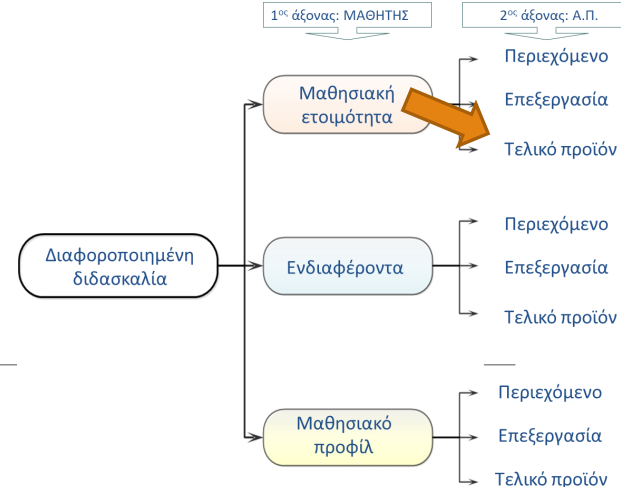 1ος άξονας: ΜΑΘΗΤΗΣ
2ος άξονας: Α.Π.
Μαθησιακή
ετοιμότητα
Περιεχόμενο
Επεξεργασία
Τελικό προϊόν
Διαφοροποιημένη
διδασκαλία
Ενδιαφέροντα
Περιεχόμενο
Επεξεργασία
Τελικό προϊόν
Μαθησιακό
προφίλ
Περιεχόμενο
Επεξεργασία
Τελικό προϊόν